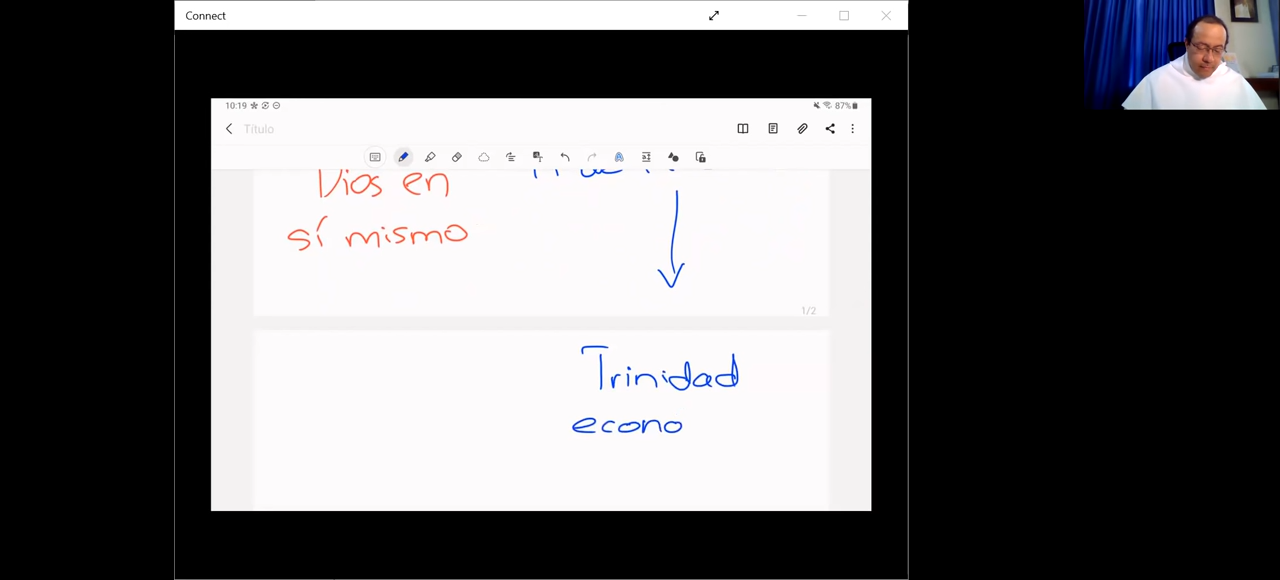 Connect
10:19
87%
Título
Dios en
sí mismo
1/2
Trinidad
econo